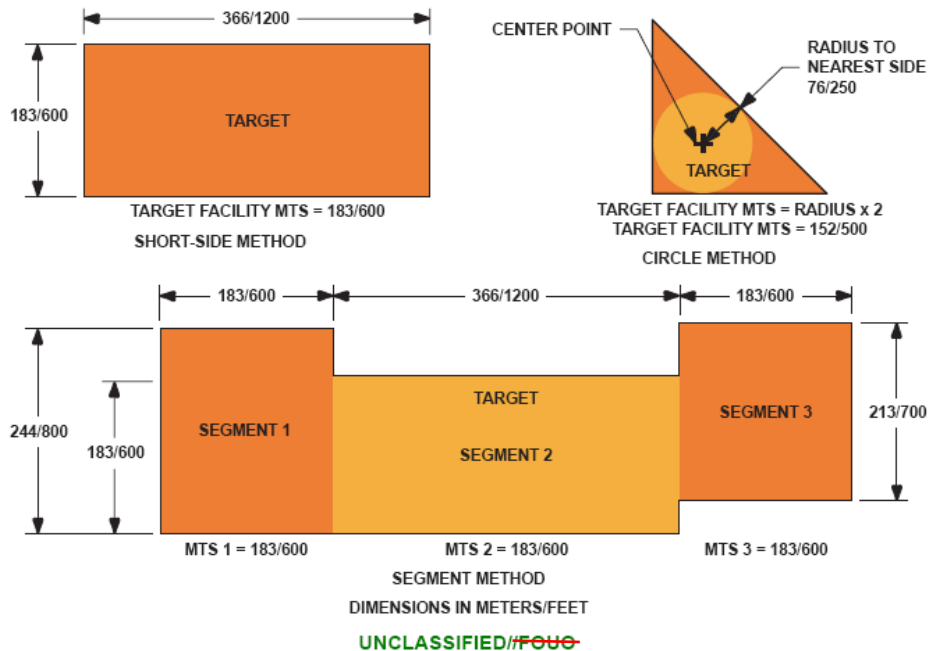 366/1200
183/600
TARGET
TARGET FACILITY MTS = 183/600
SHORT-SIDE METHOD
CENTER POINT
RADIUS TO
NEAREST SIDE
76/250
TARGET
TARGET FACILITY MTS = RADIUS x 2
TARGET FACILITY MTS = 152/500
CIRCLE METHOD
183/600
366/1200
183/600
244/800
183/600
SEGMENT 1
TARGET
SEGMENT 2
SEGMENT 3
213/700
MTS 1 = 183/600
MTS 2 = 183/600
MTS 3 = 183/600
SEGMENT METHOD
DIMENSIONS IN METERS/FEET
UNCLASSIFIED//FOUO